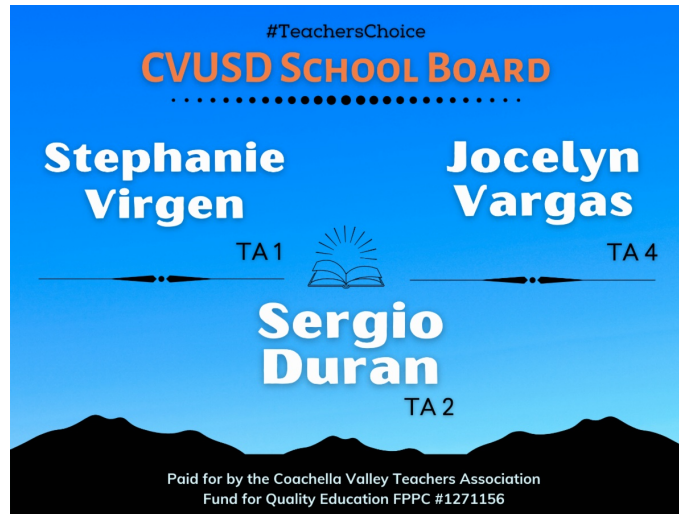 #TeachersChoice
CVUSD School Board
Stephanie
Virgen
TA 1
Jocelyn
Vargas
TA 4
Sergio
Duran
TA 2
Paid for by the Coachella Valley Teachers Association
Fund for Quality Education FPPC #1271156